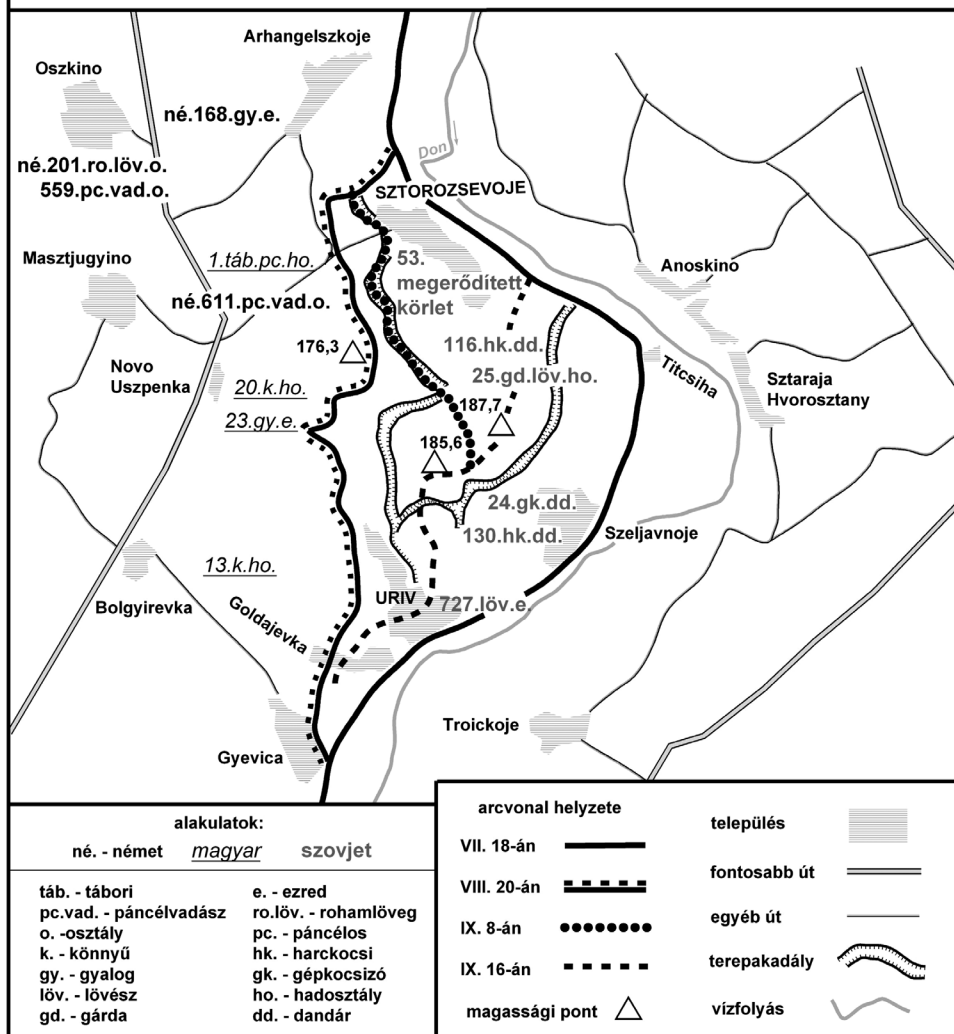 Arhangelszkoje
Oszkino
né.168.gy.e.
Don
né.201.ro.löv.o.
559.pc.vad.o.
SZTOROZSEVOJE
1.táb.pc.ho.
53.
megerődített
körlet
Masztjugyino
Anoskino
né.611.pc.vad.o.
176,3
116.hk.dd.
Titcsiha
Novo
Uszpenka
25.gd.löv.ho.
Sztaraja
Hvorosztany
20.k.ho.
187,7
23.gy.e.
185,6
24.gk.dd.
130.hk.dd.
Szeljavnoje
13.k.ho.
Bolgyirevka
Goldajevka
URIV
727.löv.e.
Troickoje
Gyevica
alakulatok:
né. - német magyar szovjet
táb. - tábori
pc.vad. - páncélvadász
o. -osztály
k. - könnyű
gy. - gyalog
löv. - lövész
gd. - gárda
e. - ezred
ro.löv. - rohamlöveg
pc. - páncélos
hk. - harckocsi
gk. - gépkocsizó
ho. - hadosztály
dd. - dandár
arcvonal helyzete
VII. 18-án
VIII. 20-án
IX. 8-án
IX. 16-án
magassági pont
település
fontosabb út
egyéb út
terepakadály
vízfolyás